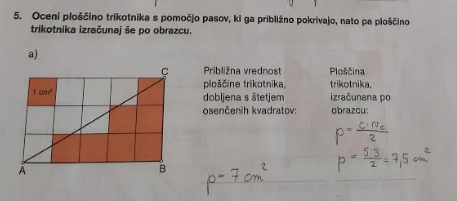 5. Oceni ploščino trikotnika s pomočjo pasov, ki ga približno pokrivajo, nato pa ploščino
trikotnika izračunaj še po obrazcu.
a)
1 cm²
C
A
B
Približna vrednost
ploščine trikotnika,
dobljena s štetjem
osenčenih kvadratov:
p = 7 cm²
Ploščina
trikotnika,
izračunana po
obrazcu:
p = c·vc / 2
p = 5·3 / 2 = 7,5 cm²